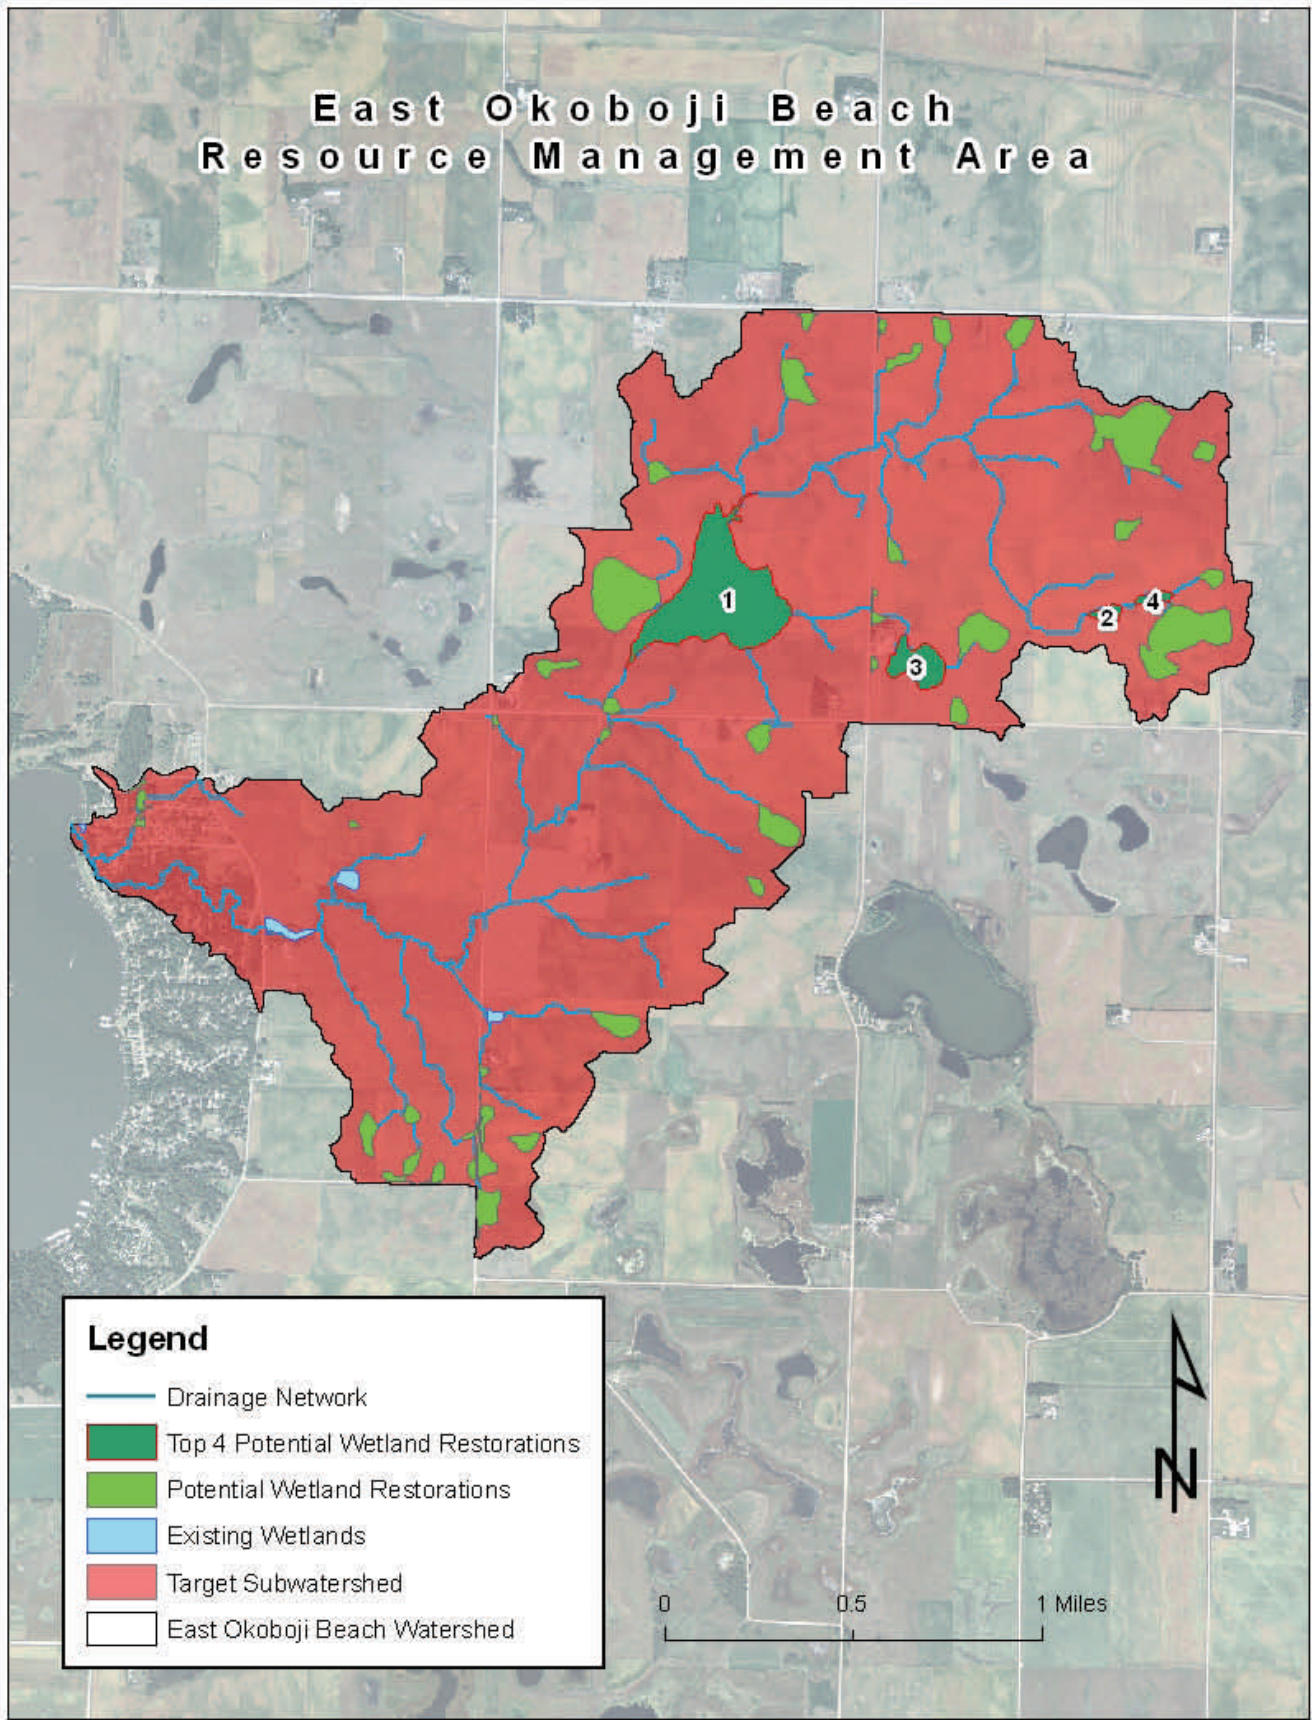 East Okoboji Beach
Resource Management Area
1
2
4
3
Legend
Drainage Network
Top 4 Potential Wetland Restorations
Potential Wetland Restorations
Existing Wetlands
Target Subwatershed
East Okoboji Beach Watershed
0 0.5 1 Miles
N